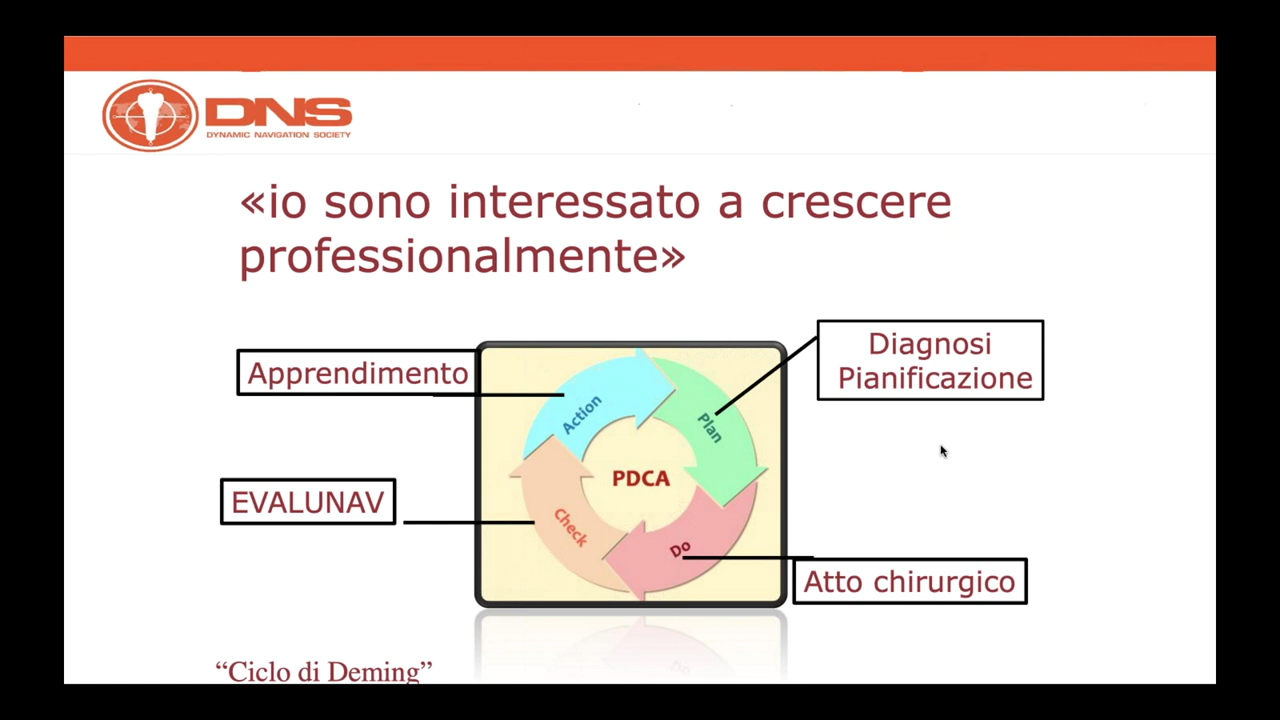 DNS
DYNAMIC NAVIGATION SOCIETY
«io sono interessato a crescere
professionalmente»
Apprendimento
Diagnosi
Pianificazione
Action
Plan
PDCA
EVALUNAV
Check
Do
Atto chirurgico
“Ciclo di Deming”